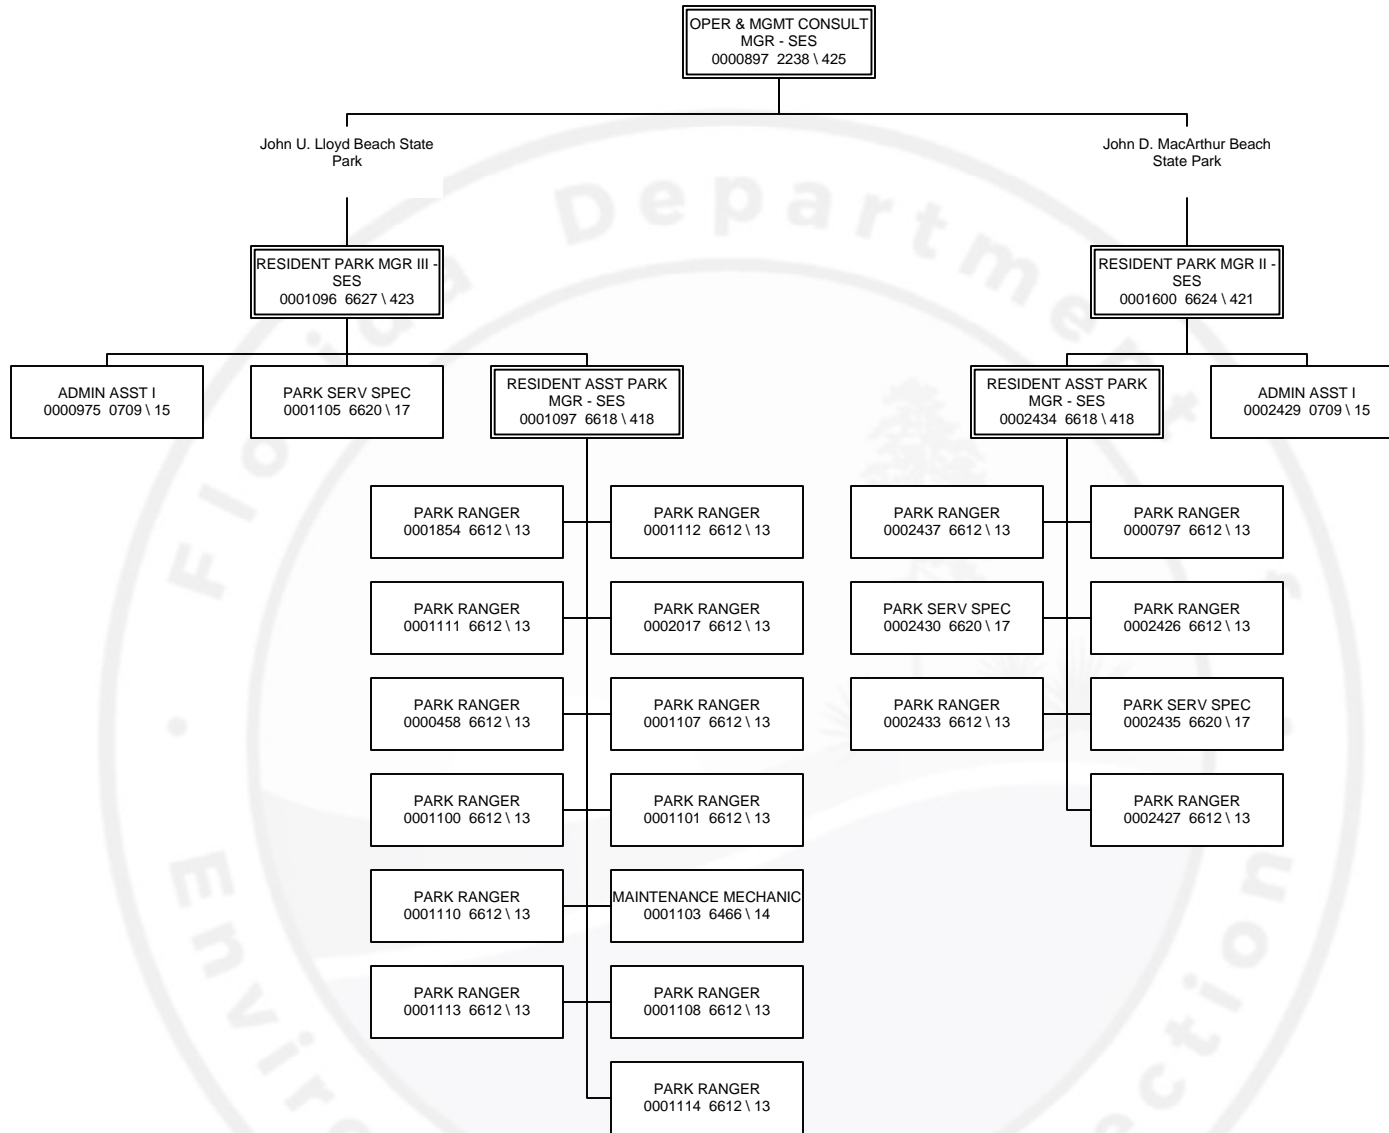 OPER & MGMT CONSULT
MGR - SES
0000897 2238 \ 425
John U. Lloyd Beach State
Park
John D. MacArthur Beach
State Park
RESIDENT PARK MGR III -
SES
0001096 6627 \ 423
RESIDENT PARK MGR II -
SES
0001600 6624 \ 421
ADMIN ASST I
0000975 0709 \ 15
PARK SERV SPEC
0001105 6620 \ 17
RESIDENT ASST PARK
MGR - SES
0001097 6618 \ 418
RESIDENT ASST PARK
MGR - SES
0002434 6618 \ 418
ADMIN ASST I
0002429 0709 \ 15
PARK RANGER
0001854 6612 \ 13
PARK RANGER
0001112 6612 \ 13
PARK RANGER
0002437 6612 \ 13
PARK RANGER
0000797 6612 \ 13
PARK RANGER
0001111 6612 \ 13
PARK RANGER
0002017 6612 \ 13
PARK SERV SPEC
0002430 6620 \ 17
PARK RANGER
0002426 6612 \ 13
PARK RANGER
0000458 6612 \ 13
PARK RANGER
0001107 6612 \ 13
PARK RANGER
0002433 6612 \ 13
PARK SERV SPEC
0002435 6620 \ 17
PARK RANGER
0001100 6612 \ 13
PARK RANGER
0001101 6612 \ 13
PARK RANGER
0002427 6612 \ 13
PARK RANGER
0001110 6612 \ 13
MAINTENANCE MECHANIC
0001103 6466 \ 14
PARK RANGER
0001113 6612 \ 13
PARK RANGER
0001108 6612 \ 13
PARK RANGER
0001114 6612 \ 13
Florida Department